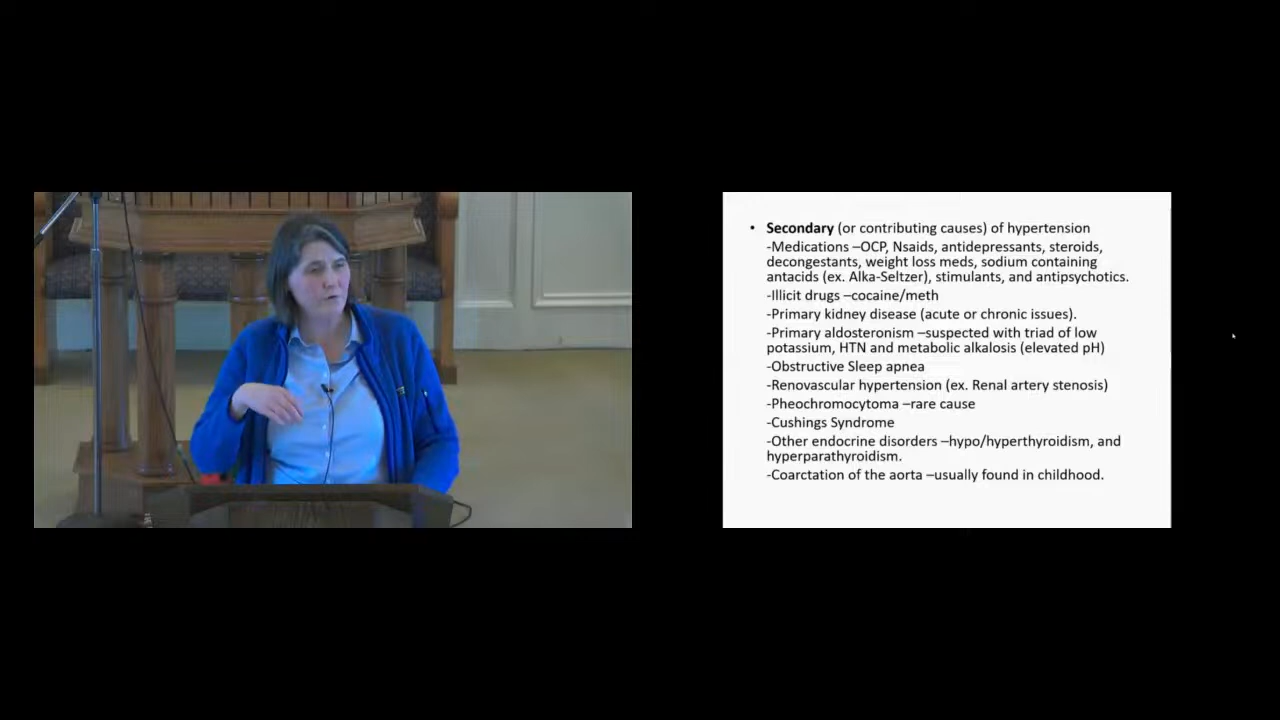 • Secondary (or contributing causes) of hypertension
-Medications –OCP, Nsaids, antidepressants, steroids,
decongestants, weight loss meds, sodium containing
antacids (ex. Alka-Seltzer), stimulants, and antipsychotics.
-Illicit drugs –cocaine/meth
-Primary kidney disease (acute or chronic issues).
-Primary aldosteronism –suspected with triad of low
potassium, HTN and metabolic alkalosis (elevated pH)
-Obstructive Sleep apnea
-Renovascular hypertension (ex. Renal artery stenosis)
-Pheochromocytoma –rare cause
-Cushings Syndrome
-Other endocrine disorders –hypo/hyperthyroidism, and
hyperparathyroidism.
-Coarctation of the aorta –usually found in childhood.